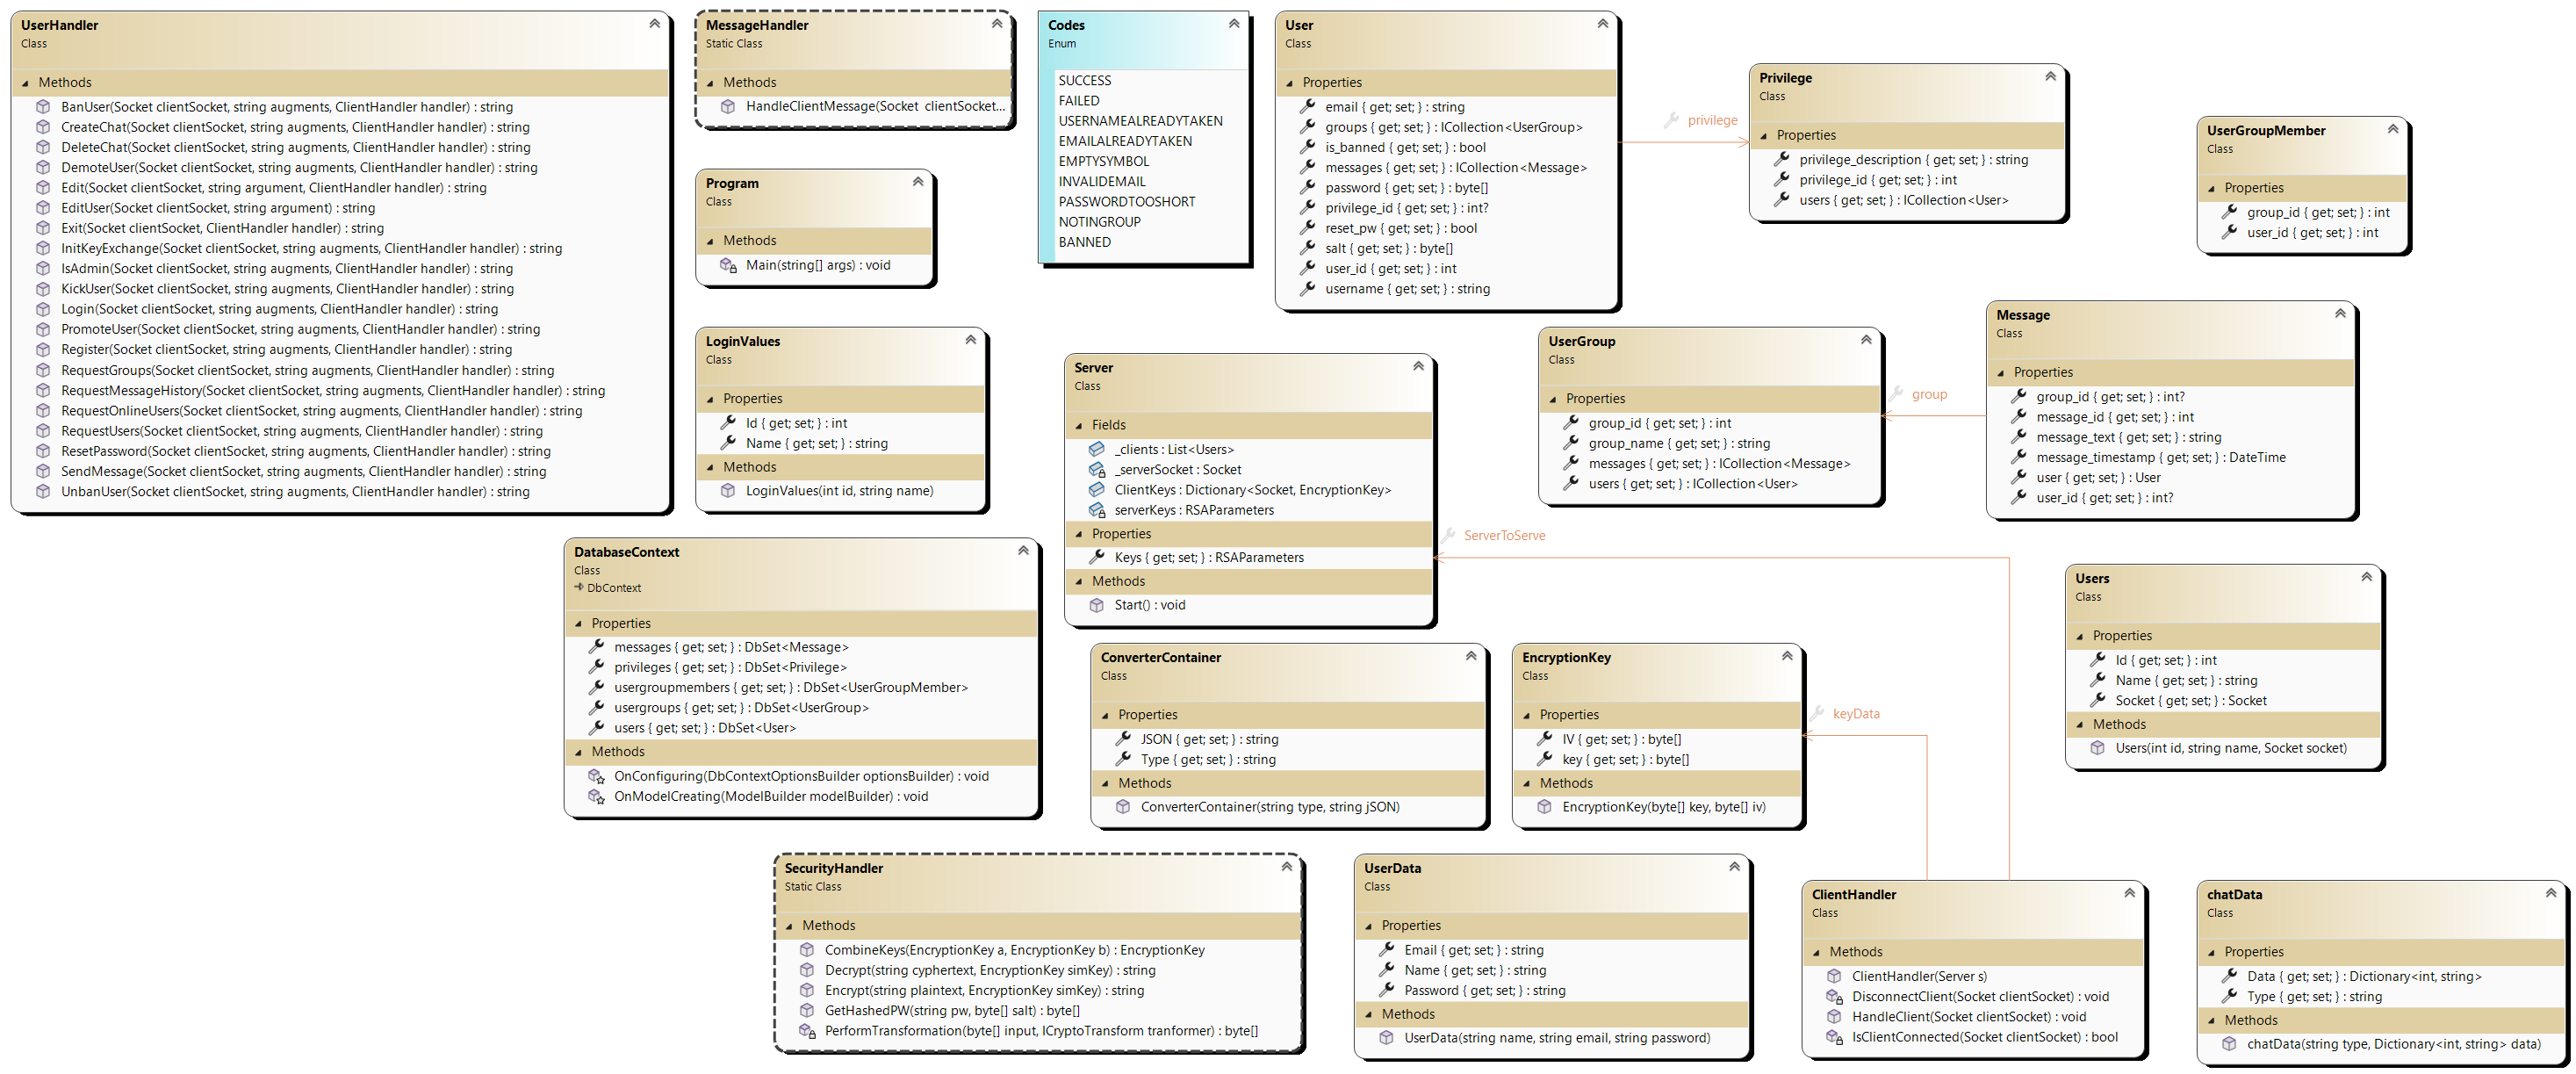 UserHandler
Class
Methods
BanUser(Socket clientSocket, string augments, ClientHandler handler) : string
CreateChat(Socket clientSocket, string augments, ClientHandler handler) : string
DeleteChat(Socket clientSocket, string augments, ClientHandler handler) : string
DemoteUser(Socket clientSocket, string augments, ClientHandler handler) : string
Edit(Socket clientSocket, string argument, ClientHandler handler) : string
EditUser(Socket clientSocket, string argument) : string
Exit(Socket clientSocket, ClientHandler handler) : string
InitKeyExchange(Socket clientSocket, string augments, ClientHandler handler) : string
IsAdmin(Socket clientSocket, string augments, ClientHandler handler) : string
KickUser(Socket clientSocket, string augments, ClientHandler handler) : string
Login(Socket clientSocket, string augments, ClientHandler handler) : string
PromoteUser(Socket clientSocket, string augments, ClientHandler handler) : string
Register(Socket clientSocket, string augments, ClientHandler handler) : string
RequestGroups(Socket clientSocket, string augments, ClientHandler handler) : string
RequestMessageHistory(Socket clientSocket, string augments, ClientHandler handler) : string
RequestOnlineUsers(Socket clientSocket, string augments, ClientHandler handler) : string
RequestUsers(Socket clientSocket, string augments, ClientHandler handler) : string
ResetPassword(Socket clientSocket, string augments, ClientHandler handler) : string
SendMessage(Socket clientSocket, string augments, ClientHandler handler) : string
UnbanUser(Socket clientSocket, string augments, ClientHandler handler) : string
MessageHandler
Static Class
Methods
HandleClientMessage(Socket clientSocket...
Program
Class
Methods
Main(string[] args) : void
LoginValues
Class
Properties
Id { get; set; } : int
Name { get; set; } : string
Methods
LoginValues(int id, string name)
Codes
Enum
SUCCESS
FAILED
USERNAMEALREADYTAKEN
EMAILALREADYTAKEN
EMPTYSYMBOL
INVALIDEMAIL
PASSWORDTOOSHORT
NOTINGROUP
BANNED
User
Class
Properties
email { get; set; } : string
groups { get; set; } : ICollection<UserGroup>
is_banned { get; set; } : bool
messages { get; set; } : ICollection<Message>
password { get; set; } : byte[]
privilege_id { get; set; } : int?
reset_pw { get; set; } : bool
salt { get; set; } : byte[]
user_id { get; set; } : int
username { get; set; } : string
privilege
Privilege
Class
Properties
privilege_description { get; set; } : string
privilege_id { get; set; } : int
users { get; set; } : ICollection<User>
UserGroupMember
Class
Properties
group_id { get; set; } : int
user_id { get; set; } : int
Server
Class
Fields
_clients : List<Users>
_serverSocket : Socket
ClientKeys : Dictionary<Socket, EncryptionKey>
serverKeys : RSAParameters
Properties
Keys { get; set; } : RSAParameters
Methods
Start() : void
UserGroup
Class
Properties
group_id { get; set; } : int
group_name { get; set; } : string
messages { get; set; } : ICollection<Message>
users { get; set; } : ICollection<User>
group
Message
Class
Properties
group_id { get; set; } : int?
message_id { get; set; } : int
message_text { get; set; } : string
message_timestamp { get; set; } : DateTime
user { get; set; } : User
user_id { get; set; } : int?
ServerToServe
DatabaseContext
Class
DbContext
Properties
messages { get; set; } : DbSet<Message>
privileges { get; set; } : DbSet<Privilege>
usergroupmembers { get; set; } : DbSet<UserGroupMember>
usergroups { get; set; } : DbSet<UserGroup>
users { get; set; } : DbSet<User>
Methods
OnConfiguring(DbContextOptionsBuilder optionsBuilder) : void
OnModelCreating(ModelBuilder modelBuilder) : void
ConverterContainer
Class
Properties
JSON { get; set; } : string
Type { get; set; } : string
Methods
ConverterContainer(string type, string jSON)
EncryptionKey
Class
Properties
IV { get; set; } : byte[]
key { get; set; } : byte[]
Methods
EncryptionKey(byte[] key, byte[] iv)
keyData
Users
Class
Properties
Id { get; set; } : int
Name { get; set; } : string
Socket { get; set; } : Socket
Methods
Users(int id, string name, Socket socket)
SecurityHandler
Static Class
Methods
CombineKeys(EncryptionKey a, EncryptionKey b) : EncryptionKey
Decrypt(string cyphertext, EncryptionKey simKey) : string
Encrypt(string plaintext, EncryptionKey simKey) : string
GetHashedPW(string pw, byte[] salt) : byte[]
PerformTransformation(byte[] input, ICryptoTransform tranformer) : byte[]
UserData
Class
Properties
Email { get; set; } : string
Name { get; set; } : string
Password { get; set; } : string
Methods
UserData(string name, string email, string password)
ClientHandler
Class
Methods
ClientHandler(Server s)
DisconnectClient(Socket clientSocket) : void
HandleClient(Socket clientSocket) : void
IsClientConnected(Socket clientSocket) : bool
chatData
Class
Properties
Data { get; set; } : Dictionary<int, string>
Type { get; set; } : string
Methods
chatData(string type, Dictionary<int, string> data)